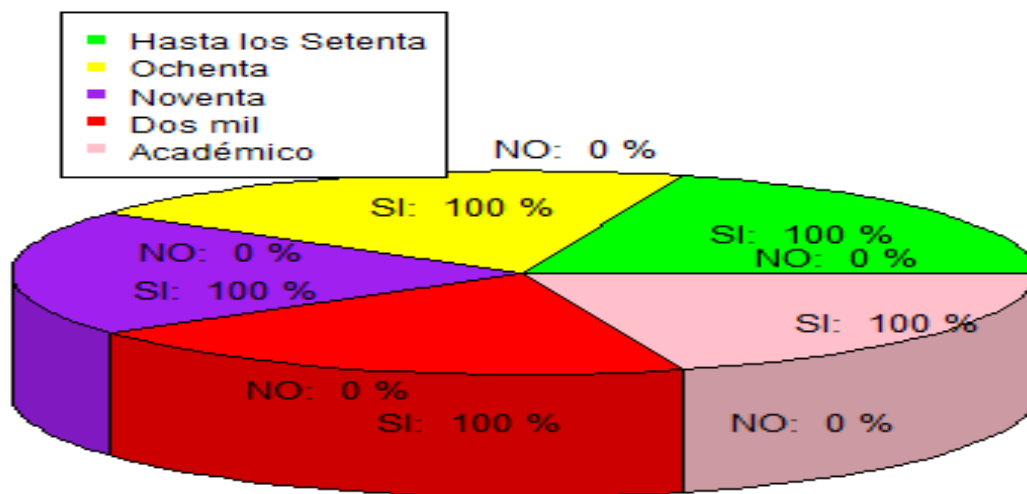 Hasta los Setenta
Ochenta
Noventa
Dos mil
Académico
NO: 0 %
SI: 100 %
SI: 100 %
NO: 0 %
NO: 0 %
SI: 100 %
SI: 100 %
NO: 0 %
SI: 100 %
NO: 0 %